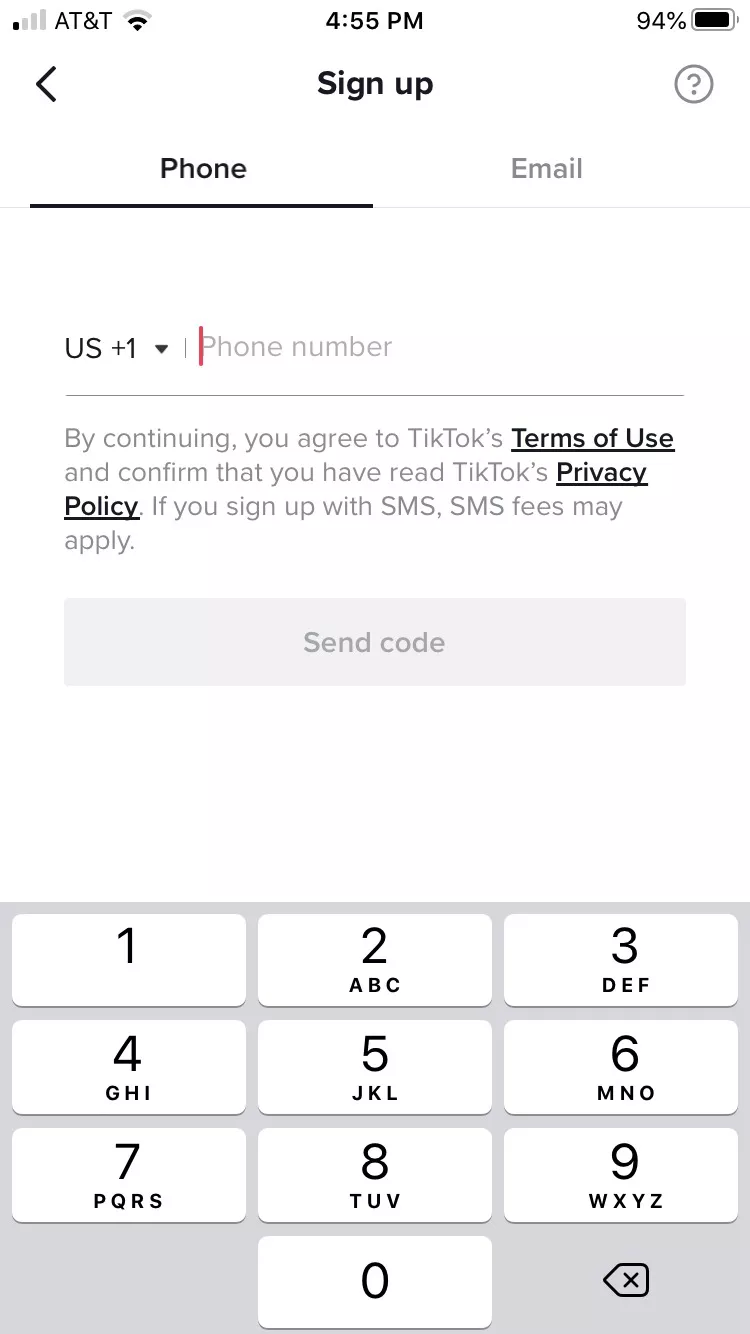 AT&T 4:55 PM 94%
Sign up
Phone Email
US +1 Phone number
By continuing, you agree to TikTok’s Terms of Use
and confirm that you have read TikTok’s Privacy
Policy. If you sign up with SMS, SMS fees may
apply.
Send code
1 2 3
ABC DEF
4 5 6
GHI JKL MNO
7 8 9
PQRS TUV WXYZ
0